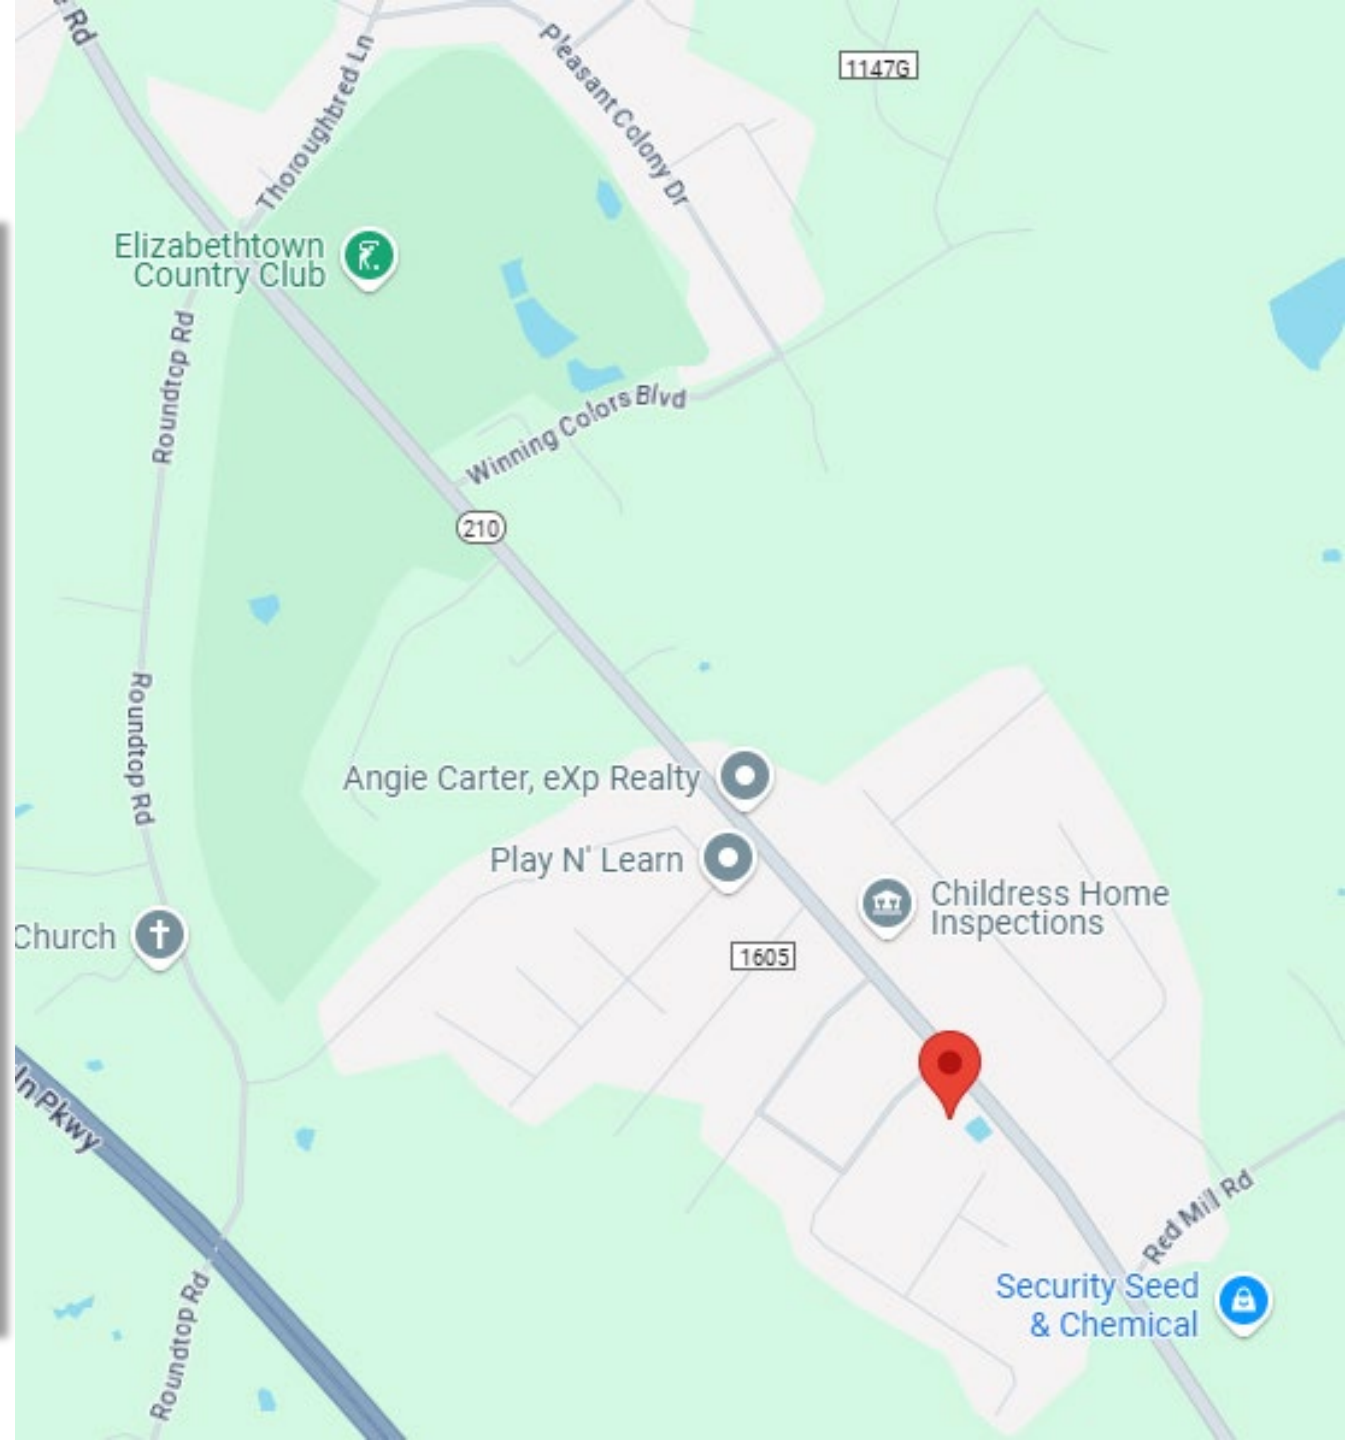 Rd
Thoroughbred Ln
Pleasant Colony Dr
1147G
Elizabethtown
Country Club
Roundtop Rd
Winning Colors Blvd
210
Roundtop Rd
Angie Carter, eXp Realty
Play N' Learn
Childress Home
Inspections
Church
1605
ln Pkwy
Red Mill Rd
Security Seed
& Chemical
Roundtop Rd